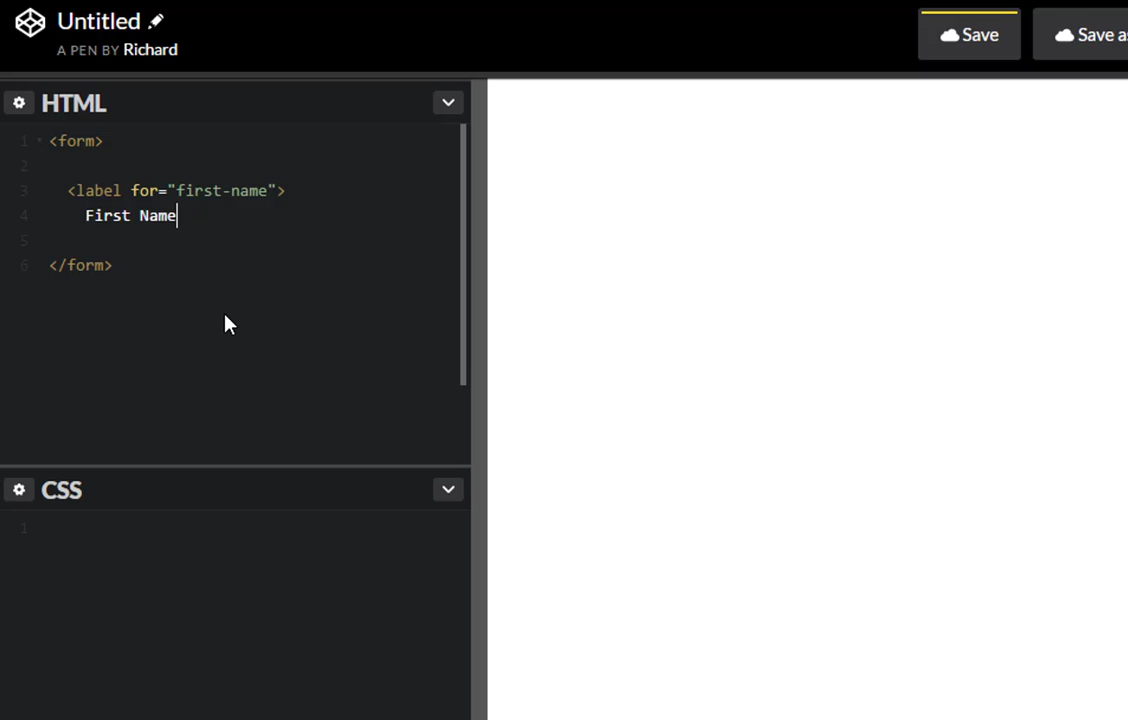 Untitled
A PEN BY Richard
Save
Save as
HTML
1 <form>
2
3 <label for="first-name">
4 First Name
5
6 </form>
CSS
1